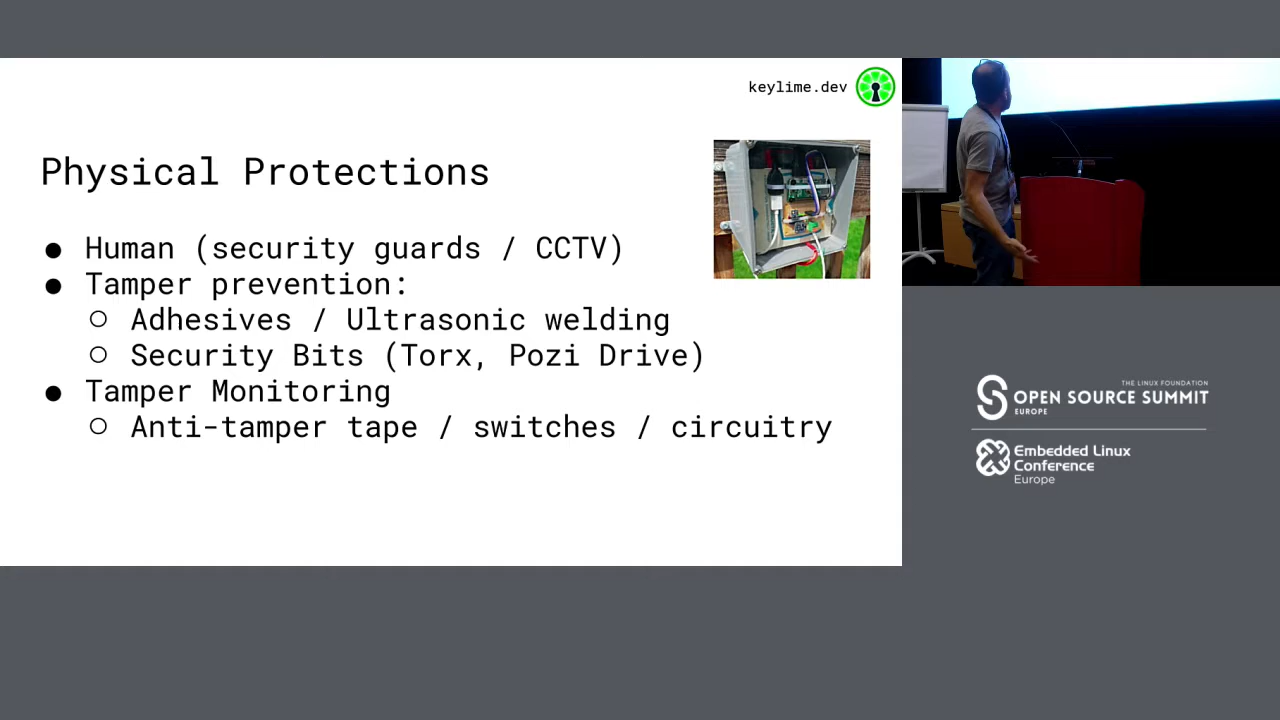 keylime.dev
Physical Protections
● Human (security guards / CCTV)
● Tamper prevention:
○ Adhesives / Ultrasonic welding
○ Security Bits (Torx, Pozi Drive)
● Tamper Monitoring
○ Anti-tamper tape / switches / circuitry
THE LINUX FOUNDATION
OPEN SOURCE SUMMIT
EUROPE
Embedded Linux
Conference
Europe